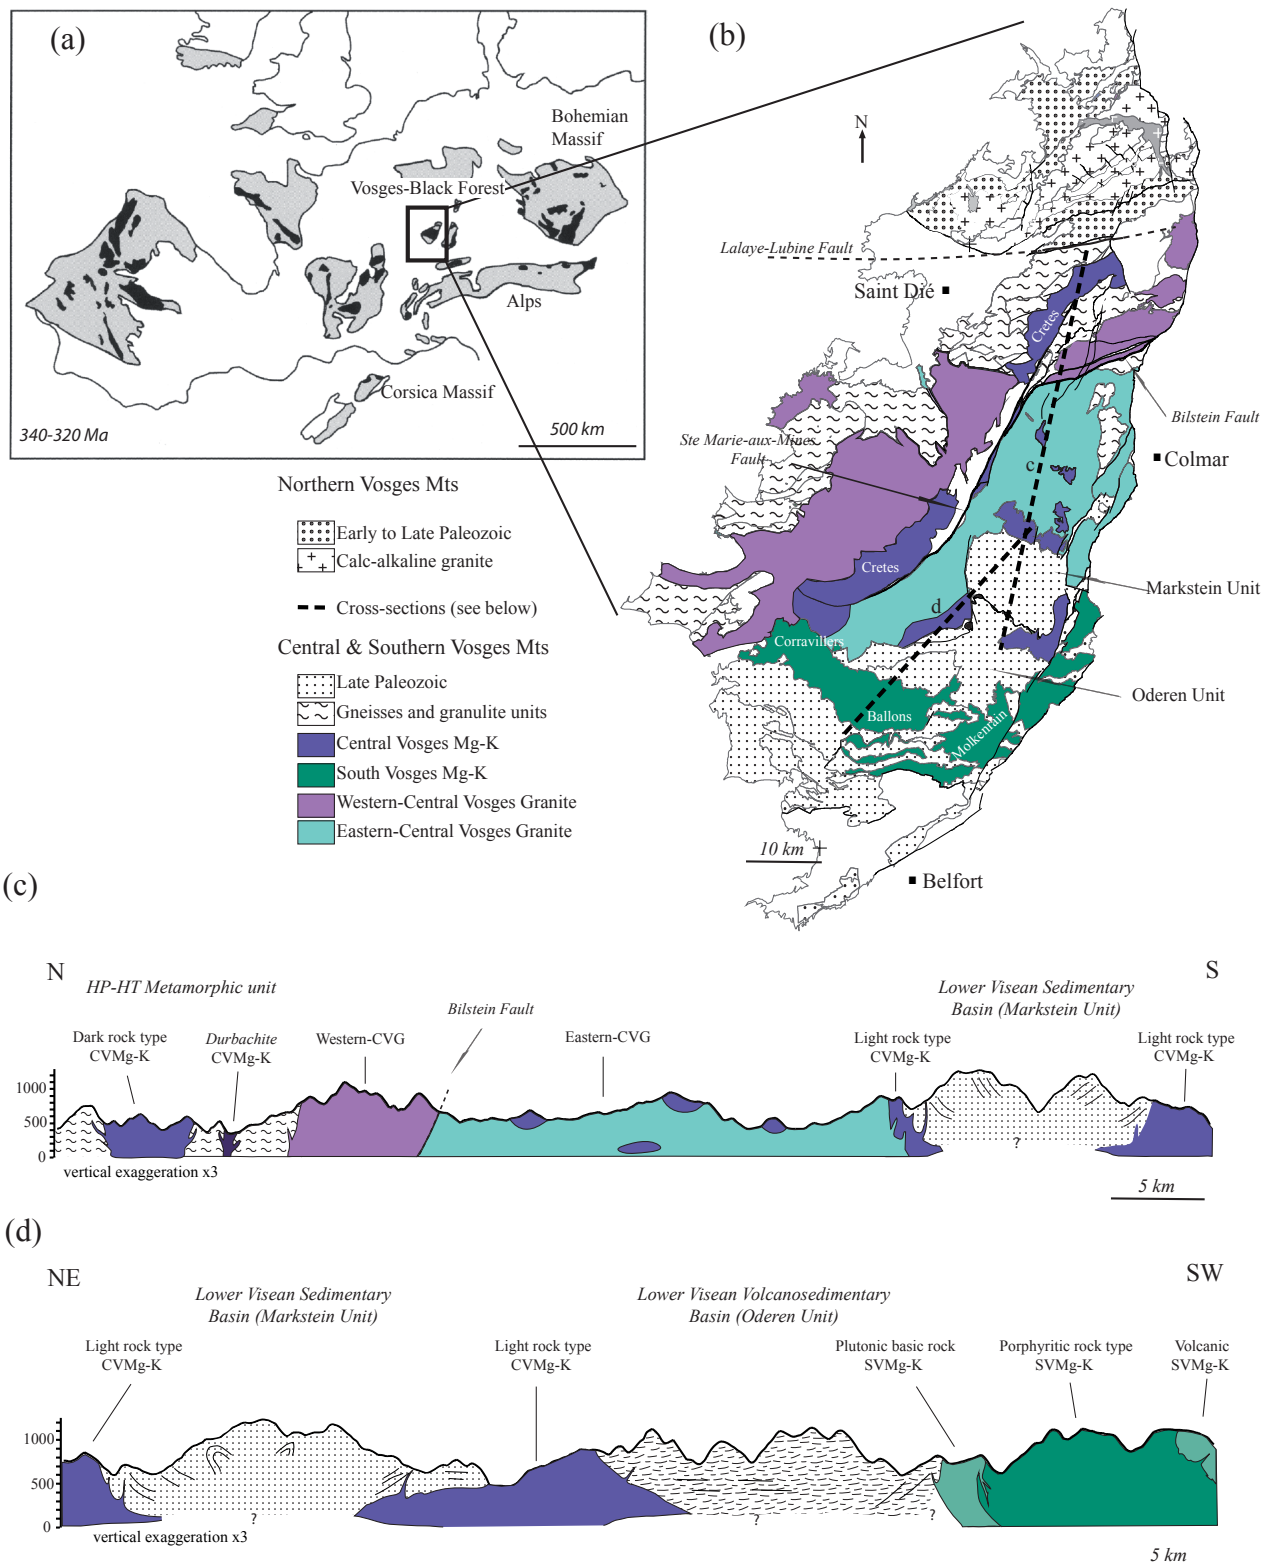 (a)
Bohemian
Massif
Vosges-Black Forest
Alps
Corsica Massif
340-320 Ma
500 km
(b)
N
Lalaye-Lubine Fault
Saint Dié
Cretes
Bilstein Fault
Ste Marie-aux-Mines
Fault
c
Colmar
Cretes
Markstein Unit
d
Corravillers
Oderen Unit
Ballons
Molkenrain
10 km
Belfort
Northern Vosges Mts
Early to Late Paleozoic
Calc-alkaline granite
Cross-sections (see below)
Central & Southern Vosges Mts
Late Paleozoic
Gneisses and granulite units
Central Vosges Mg-K
South Vosges Mg-K
Western-Central Vosges Granite
Eastern-Central Vosges Granite
(c)
N
S
HP-HT Metamorphic unit
Bilstein Fault
Lower Visean Sedimentary
Basin (Markstein Unit)
Dark rock type
CVMg-K
Durbachite
CVMg-K
Western-CVG
Eastern-CVG
Light rock type
CVMg-K
Light rock type
CVMg-K
1000
500
0
?
vertical exaggeration x3
5 km
(d)
NE
SW
Lower Visean Sedimentary
Basin (Markstein Unit)
Lower Visean Volcanosedimentary
Basin (Oderen Unit)
Light rock type
CVMg-K
Light rock type
CVMg-K
Plutonic basic rock
SVMg-K
Porphyritic rock type
SVMg-K
Volcanic
SVMg-K
1000
500
0
? ? ?
vertical exaggeration x3
5 km